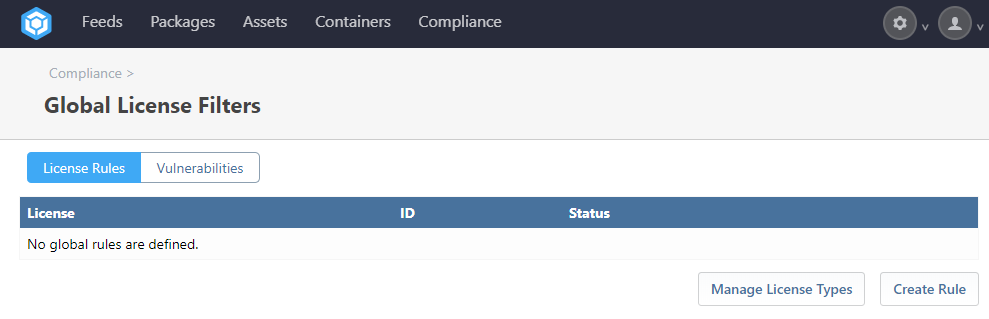 Feeds Packages Assets Containers Compliance
Compliance >
Global License Filters
License Rules Vulnerabilities
License ID Status
No global rules are defined.
Manage License Types Create Rule